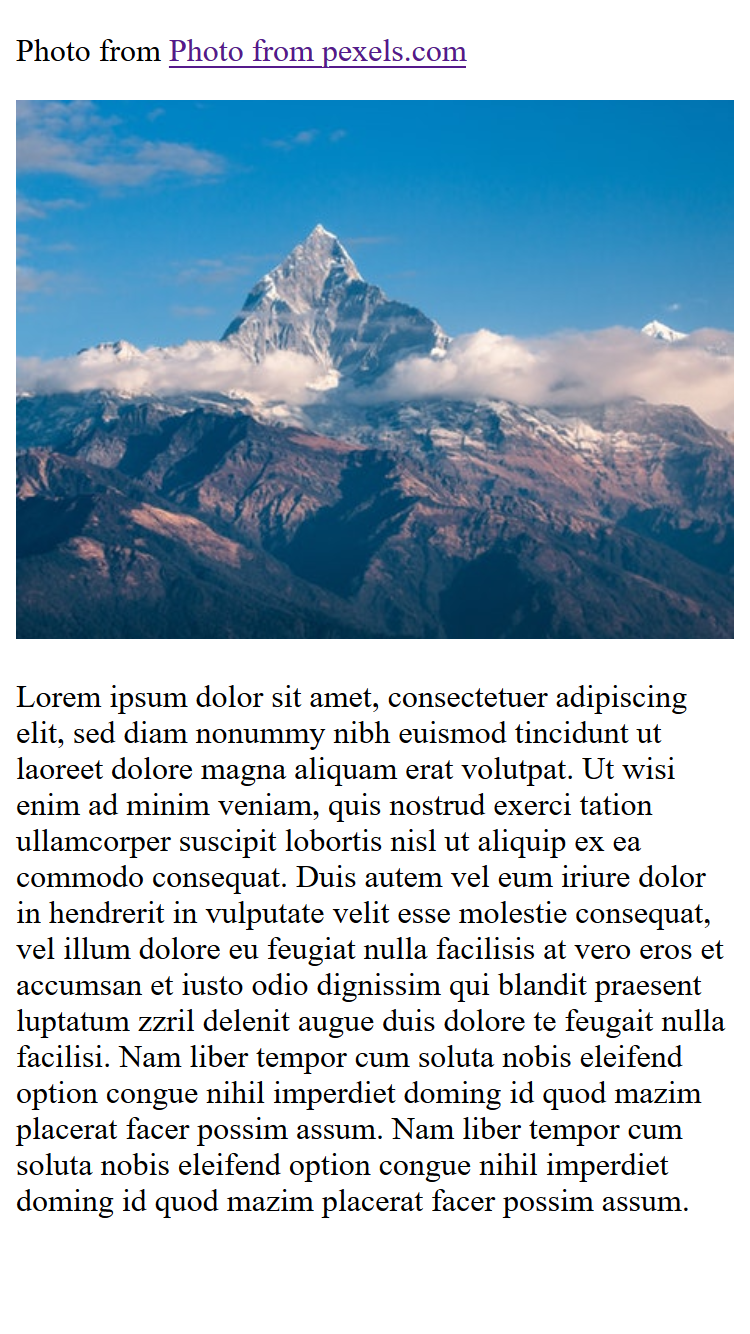 Photo from Photo from pexels.com
Lorem ipsum dolor sit amet, consectetuer adipiscing
elit, sed diam nonummy nibh euismod tincidunt ut
laoreet dolore magna aliquam erat volutpat. Ut wisi
enim ad minim veniam, quis nostrud exerci tation
ullamcorper suscipit lobortis nisl ut aliquip ex ea
commodo consequat. Duis autem vel eum iriure dolor
in hendrerit in vulputate velit esse molestie consequat,
vel illum dolore eu feugiat nulla facilisis at vero eros et
accumsan et iusto odio dignissim qui blandit praesent
luptatum zzril delenit augue duis dolore te feugait nulla
facilisi. Nam liber tempor cum soluta nobis eleifend
option congue nihil imperdiet doming id quod mazim
placerat facer possim assum. Nam liber tempor cum
soluta nobis eleifend option congue nihil imperdiet
doming id quod mazim placerat facer possim assum.